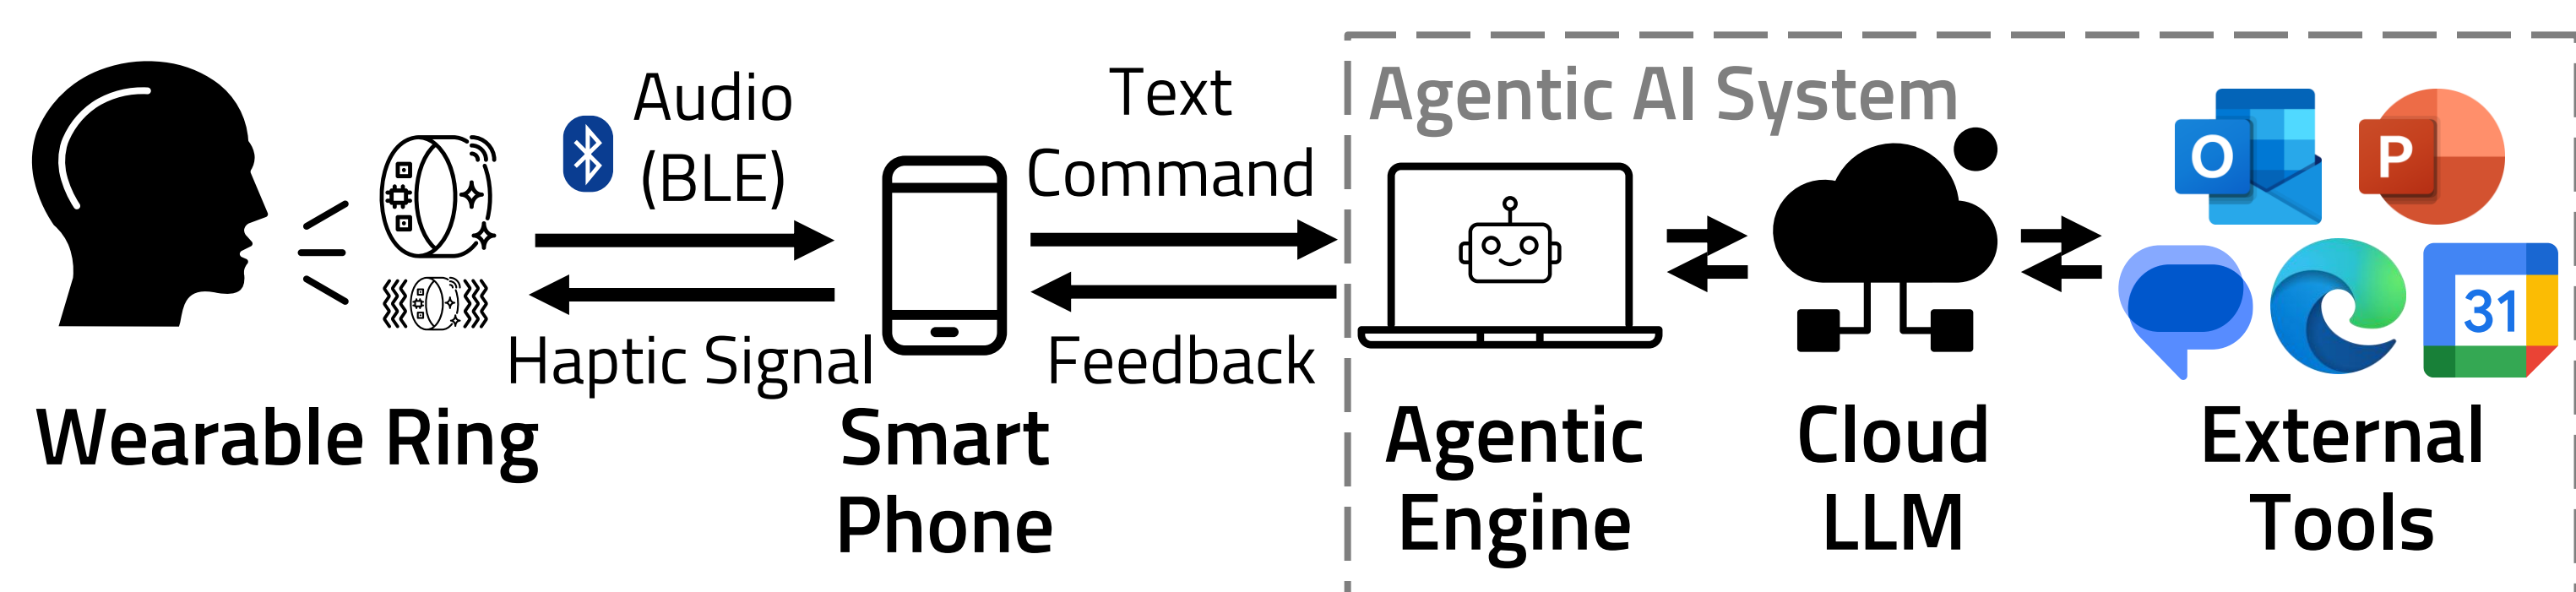 Audio
(BLE)
Haptic Signal
Wearable Ring
Text
Command
Feedback
Smart
Phone
Agentic AI System
O
P
31
Agentic
Engine
Cloud
LLM
External
Tools